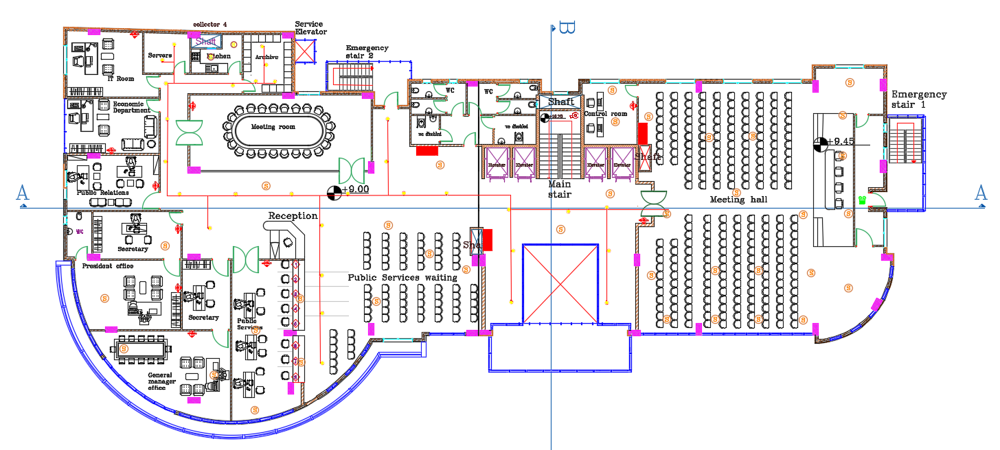 collector 4
Service
Elevator
B
Shaft
Servers
Kitchen
Archive
Emergency
stair 2
IT Room
WC
WC
Shaft
Control room
Emergency
stair 1
Economic
Department
Meeting room
wc disabled
wc disabled
+10.20
+9.45
Elevator
Elevator
Elevator
Elevator
Shaft
Public Relations
+9.00
Main
stair
Meeting hall
A
A
Reception
WC
Secretary
Sha
President office
Public Services waiting
Secretary
Public
Services
General
manager
office